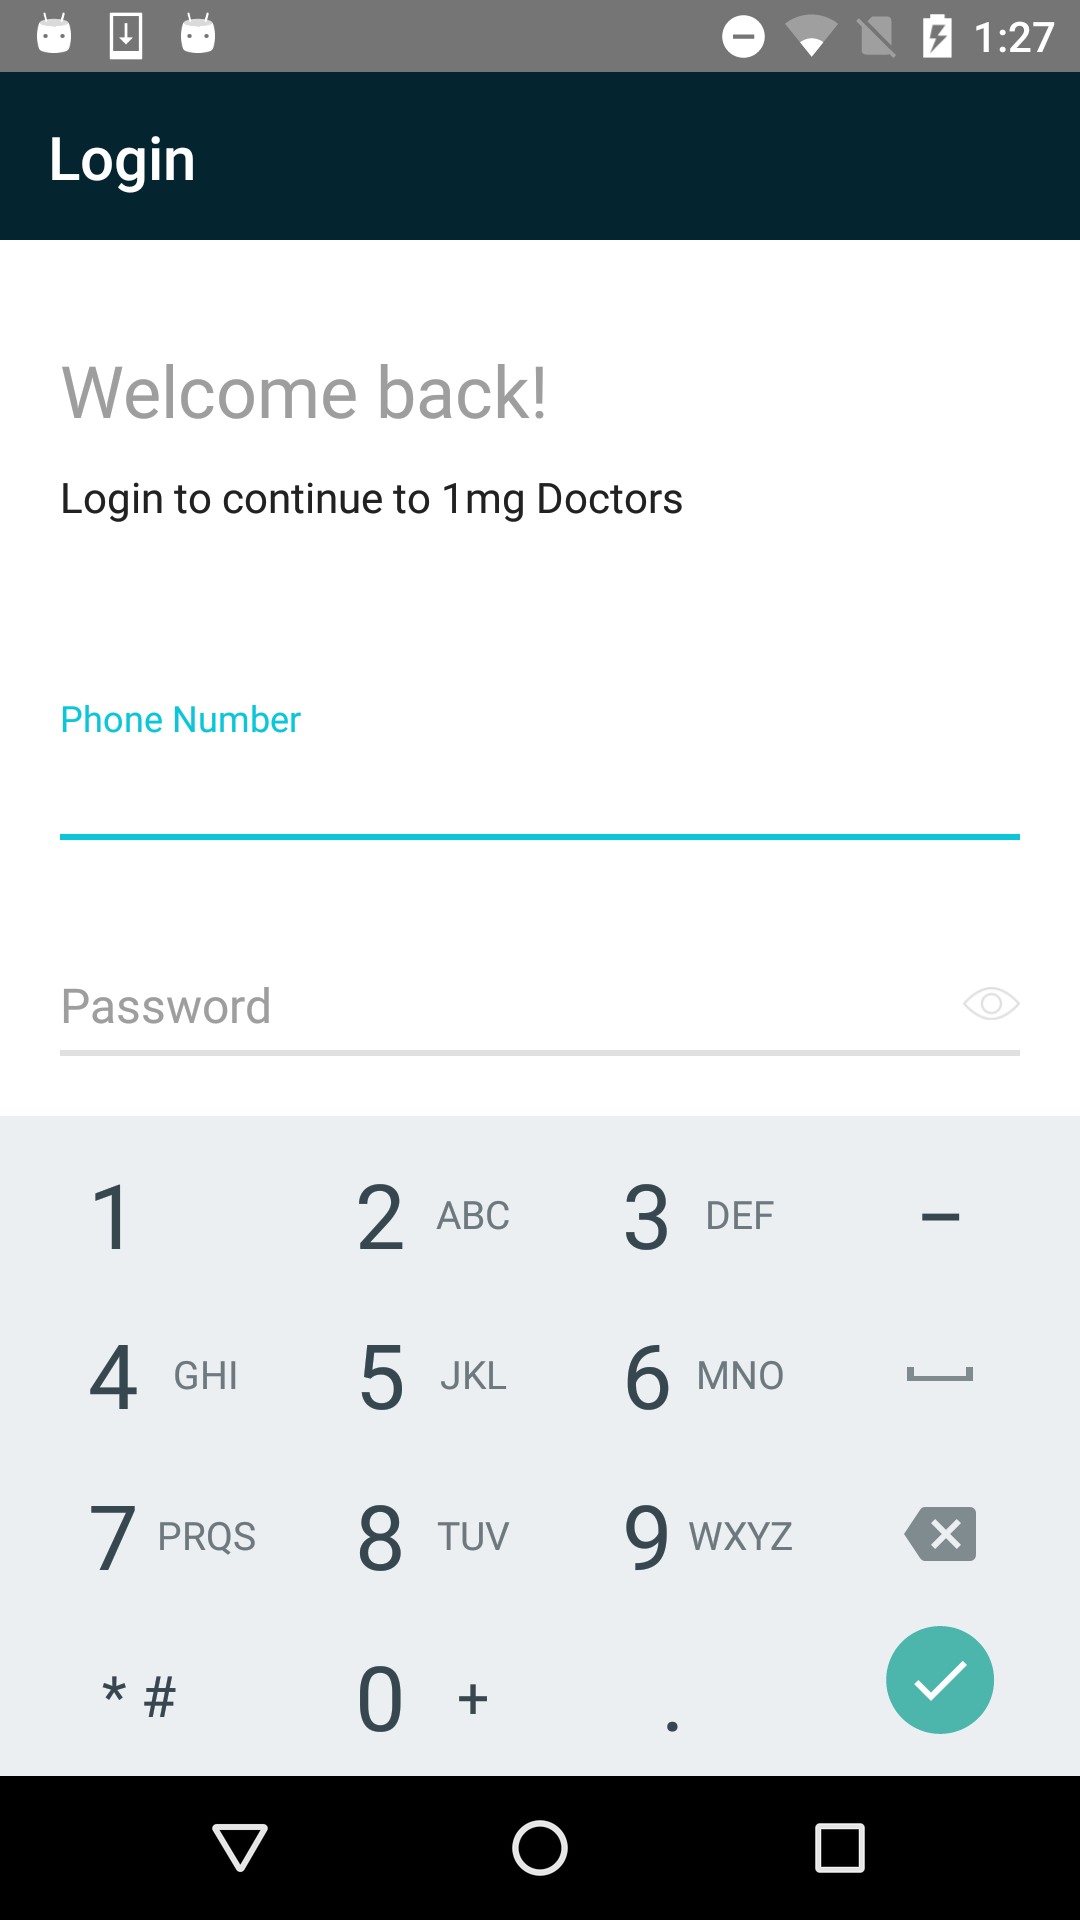 1:27
Login
Welcome back!
Login to continue to 1mg Doctors
Phone Number
Password
1 2 ABC 3 DEF –
4 GHI 5 JKL 6 MNO
7 PRQS 8 TUV 9 WXYZ
* # 0 + .